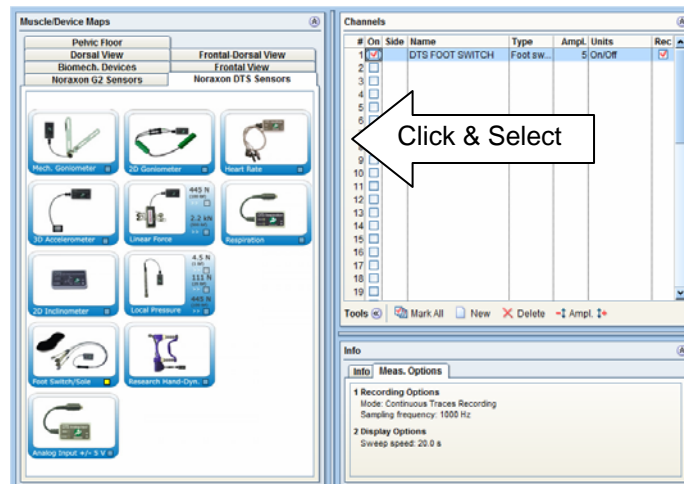 Muscle/Device Maps
Pelvic Floor
Dorsal View
Frontal-Dorsal View
Biomech. Devices
Frontal View
Noraxon G2 Sensors
Noraxon DTS Sensors
Mech. Goniometer
2D Goniometer
Heart Rate
3D Accelerometer
Linear Force
445 N
2.2 kN
Respiration
2D Inclinometer
Local Pressure
4.5 N
111 N
445 N
Foot Switch/Sole
Research Hand-Dyn.
Analog Input +/- 5 V
Channels
# On Side Name Type Ampl. Units Rec
1 DTS FOOT SWITCH Foot sw... 5 On/Off
2
3
4
5
6
Click & Select
9
10
11
12
13
14
15
16
17
18
19
Tools Mark All New Delete Ampl.
Info
Info Meas. Options
1 Recording Options
Mode: Continuous Traces Recording
Sampling frequency: 1000 Hz
2 Display Options
Sweep speed: 20.0 s